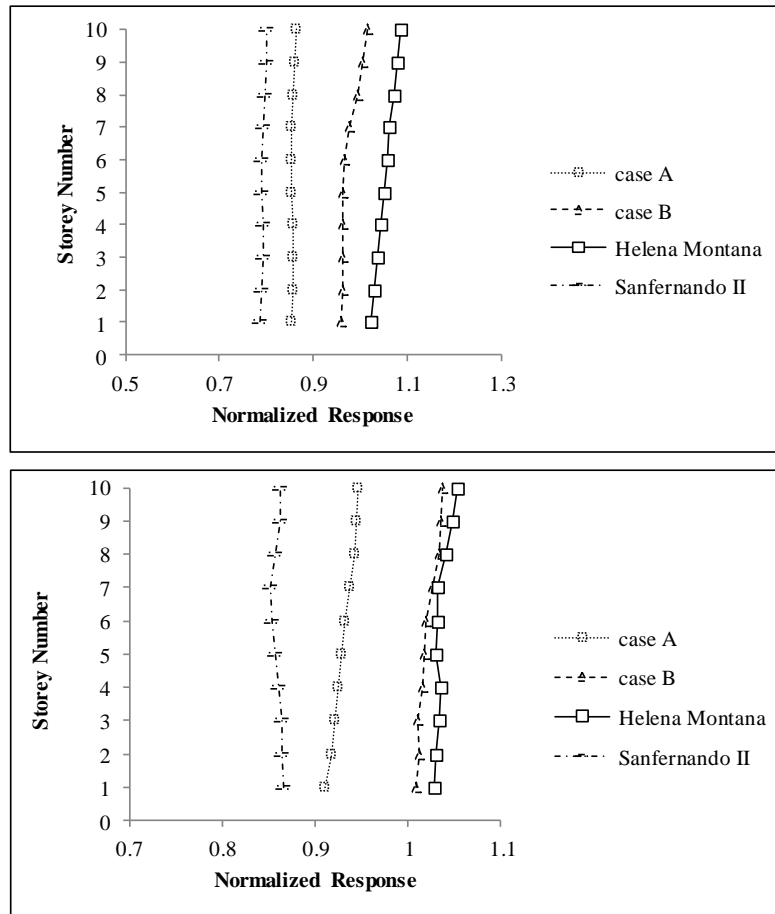 10
9
8
7
6
5
4
3
2
1
0
Storey Number
0.5 0.7 0.9 1.1 1.3
Normalized Response
case A
case B
Helena Montana
Sanfernando II
10
9
8
7
6
5
4
3
2
1
0
Storey Number
0.7 0.8 0.9 1 1.1
Normalized Response
case A
case B
Helena Montana
Sanfernando II